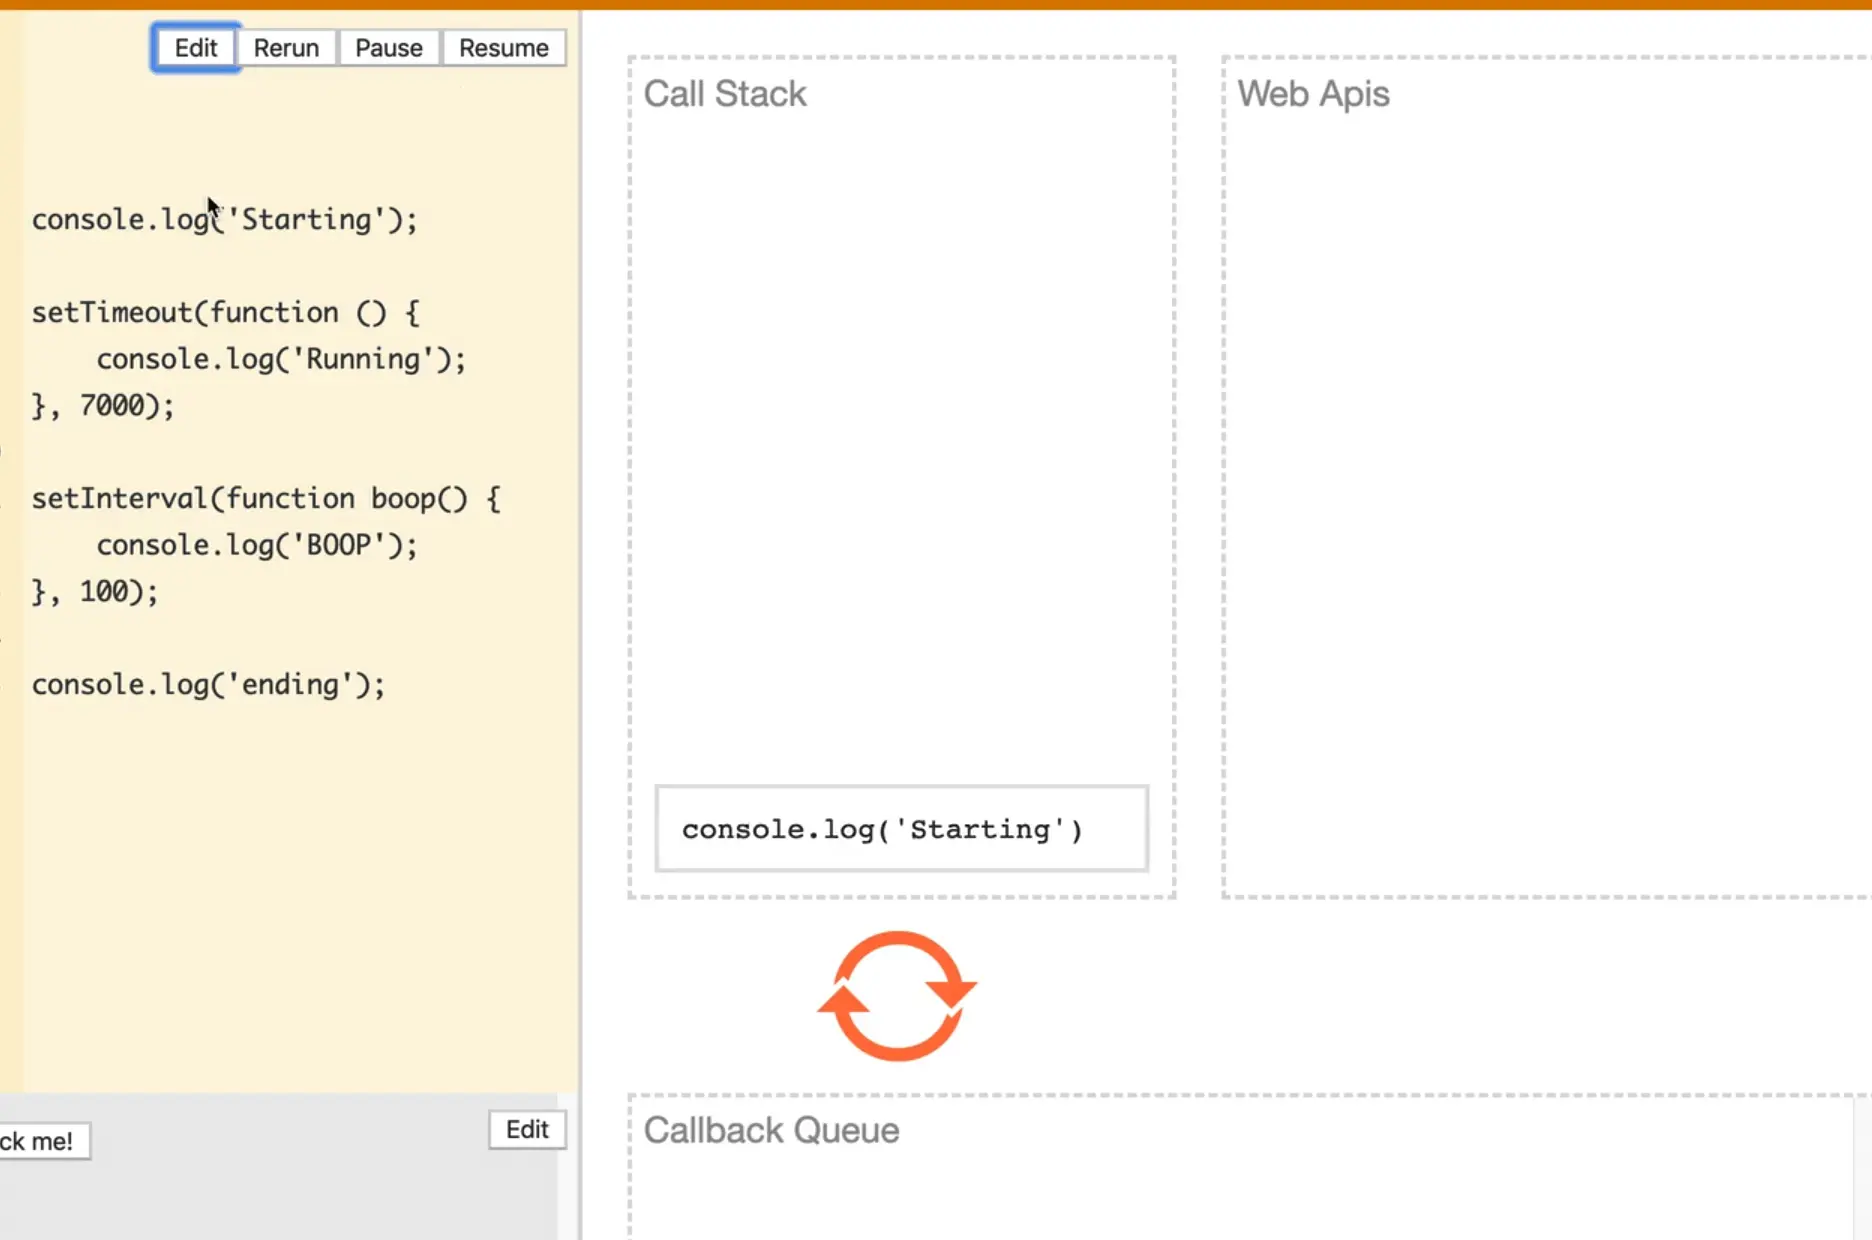 Edit Rerun Pause Resume
console.log('Starting');
setTimeout(function () {
    console.log('Running');
}, 7000);
setInterval(function boop() {
    console.log('BOOP');
}, 100);
console.log('ending');
ck me!
Edit
Call Stack
console.log('Starting')
Web Apis
Callback Queue